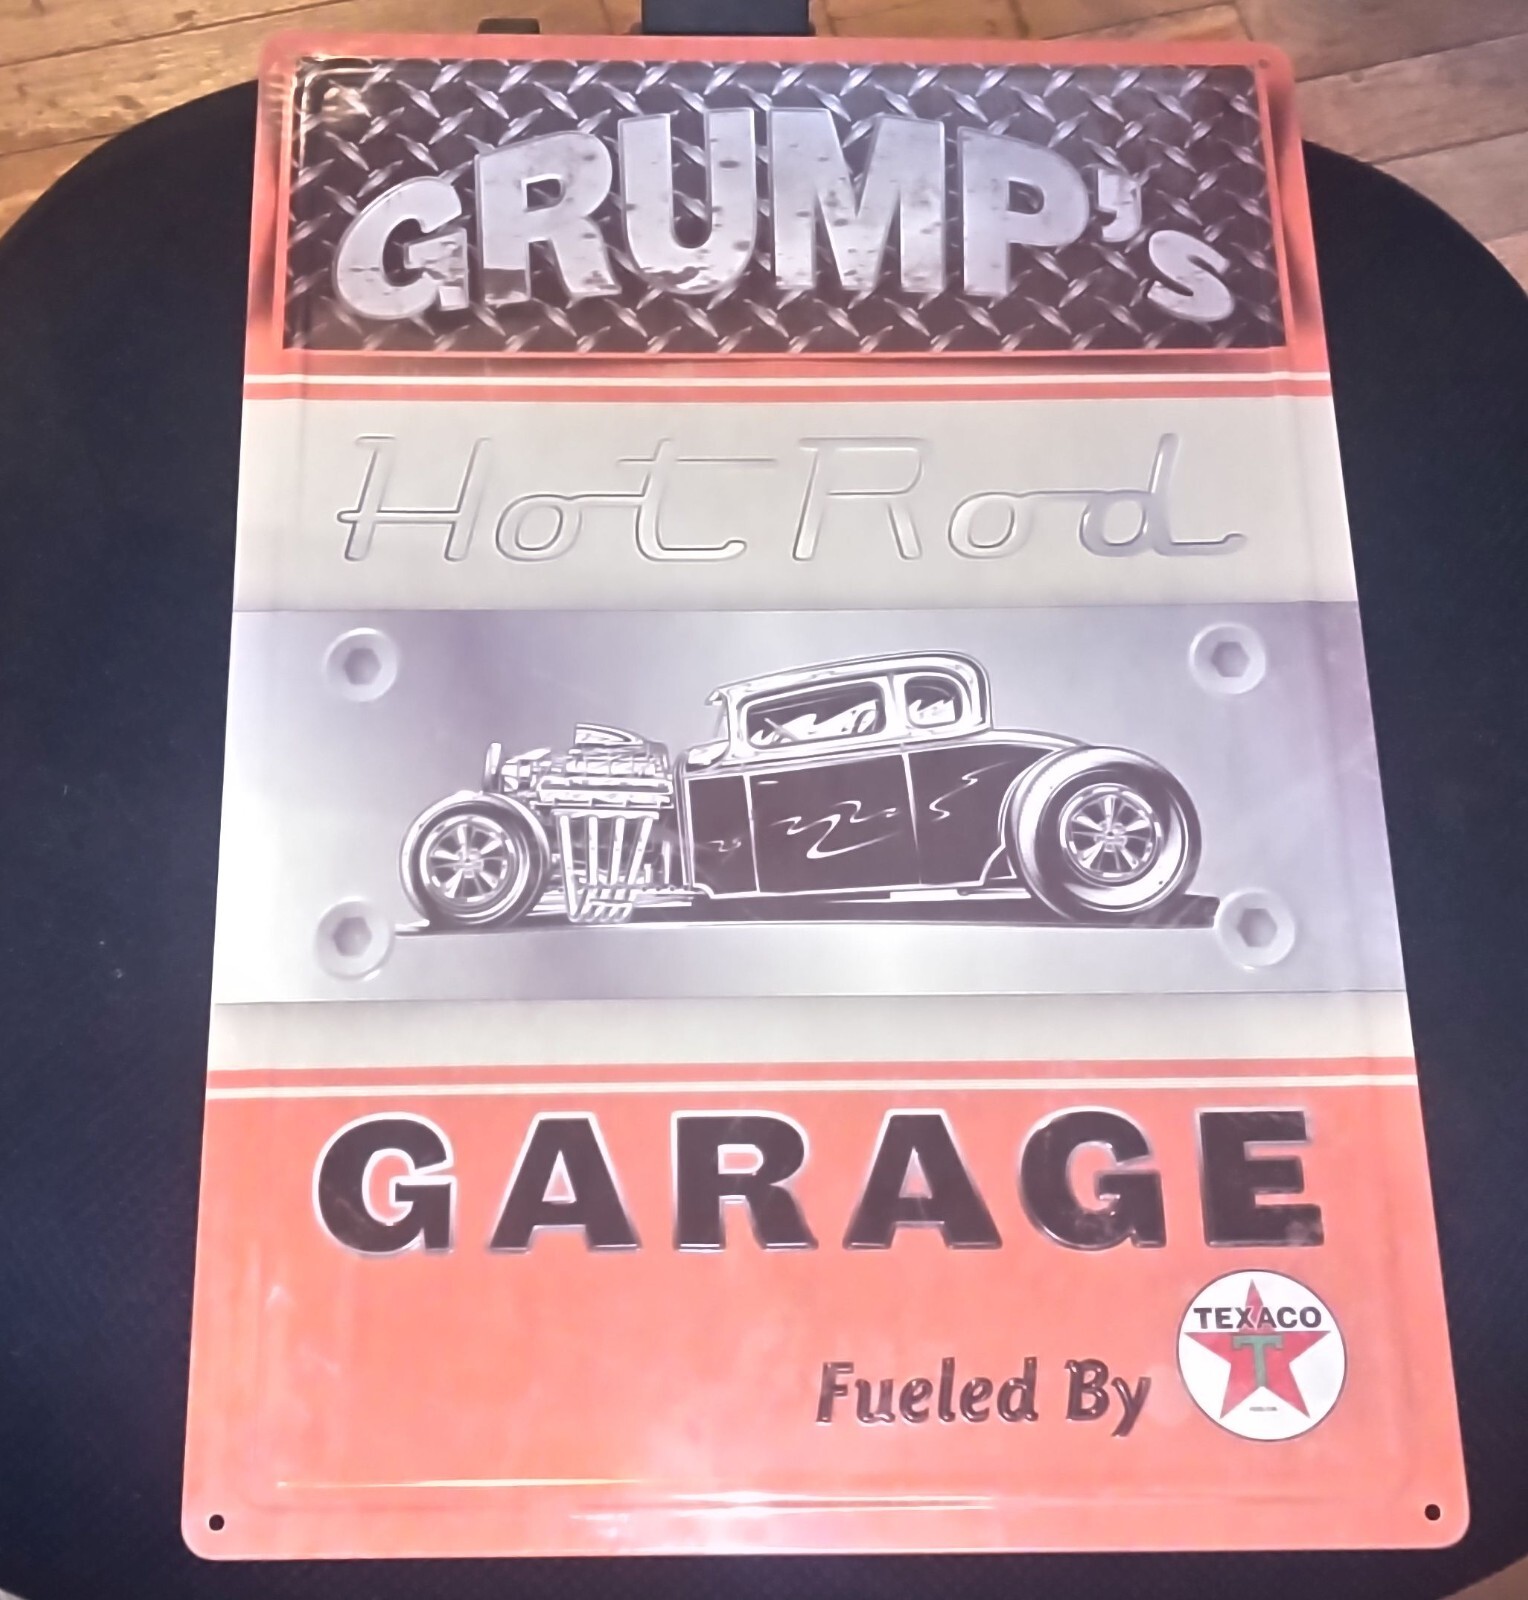 GRUMP's
Hot Rod
GARAGE
Fueled By
TEXACO
T